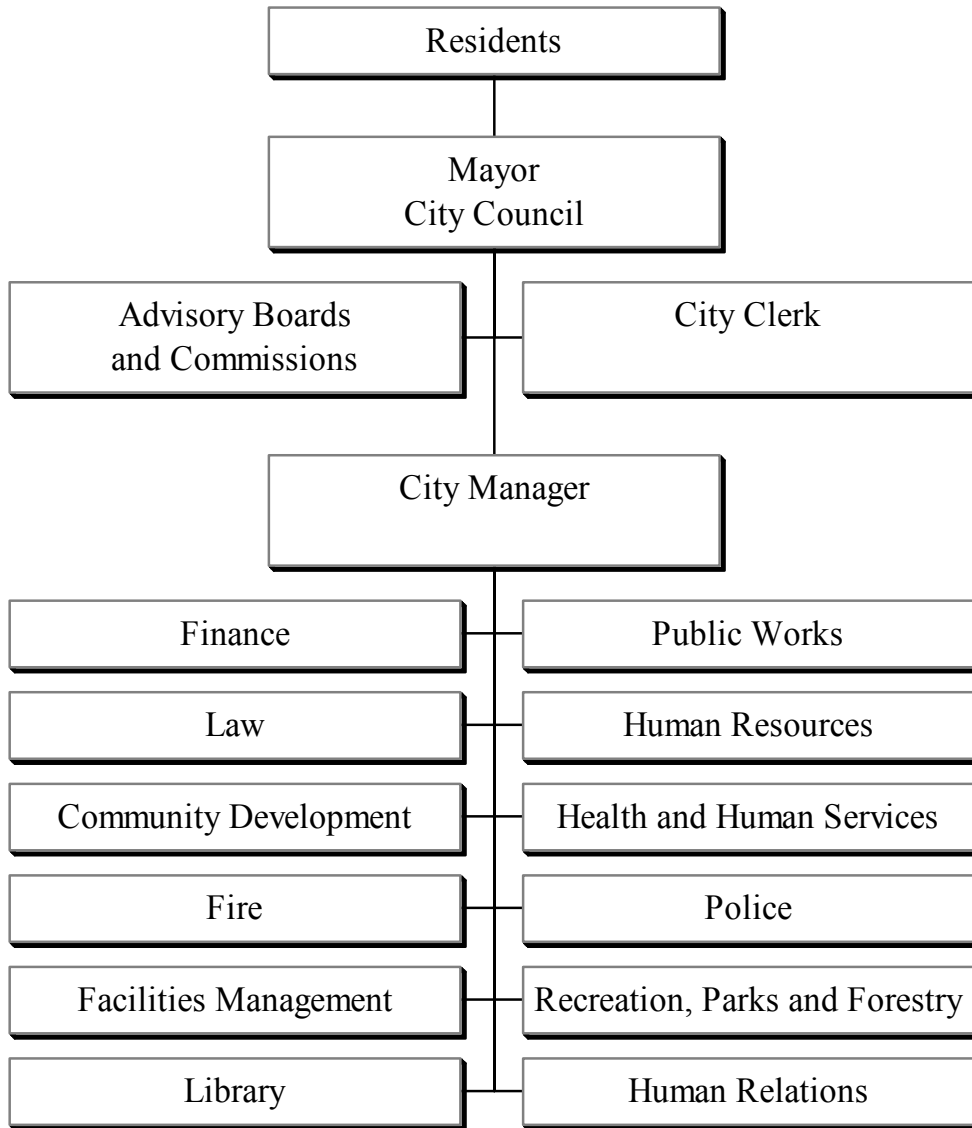 Residents
Mayor
City Council
Advisory Boards
and Commissions
City Clerk
City Manager
Finance
Public Works
Law
Human Resources
Community Development
Health and Human Services
Fire
Police
Facilities Management
Recreation, Parks and Forestry
Library
Human Relations